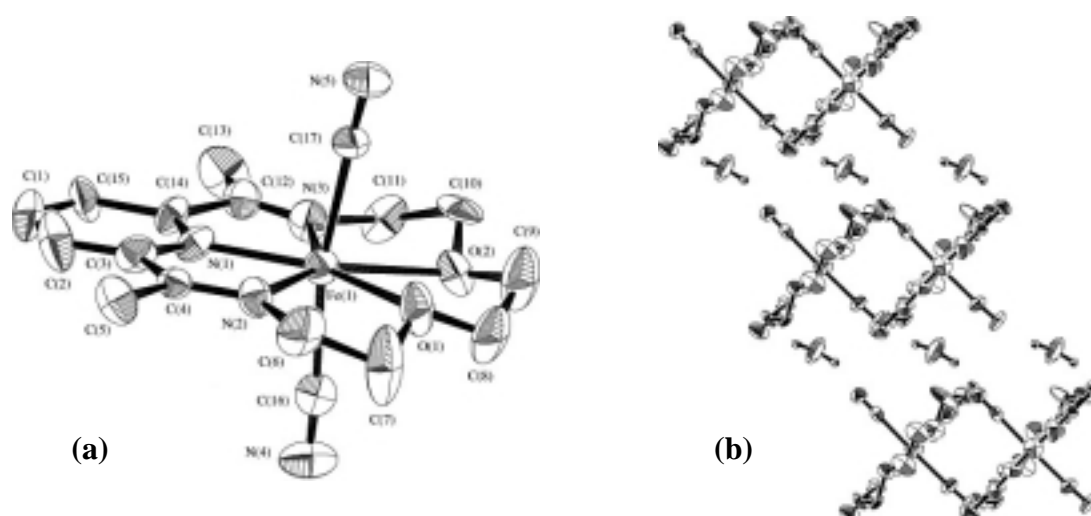 N(5)
C(17)
C(13)
C(12)
N(3)
C(11)
C(10)
C(1)
C(15)
C(14)
C(9)
O(2)
C(3)
N(1)
C(2)
Fe(1)
C(5)
C(4)
N(2)
O(1)
C(6)
C(8)
C(16)
C(7)
N(4)
(a)
(b)